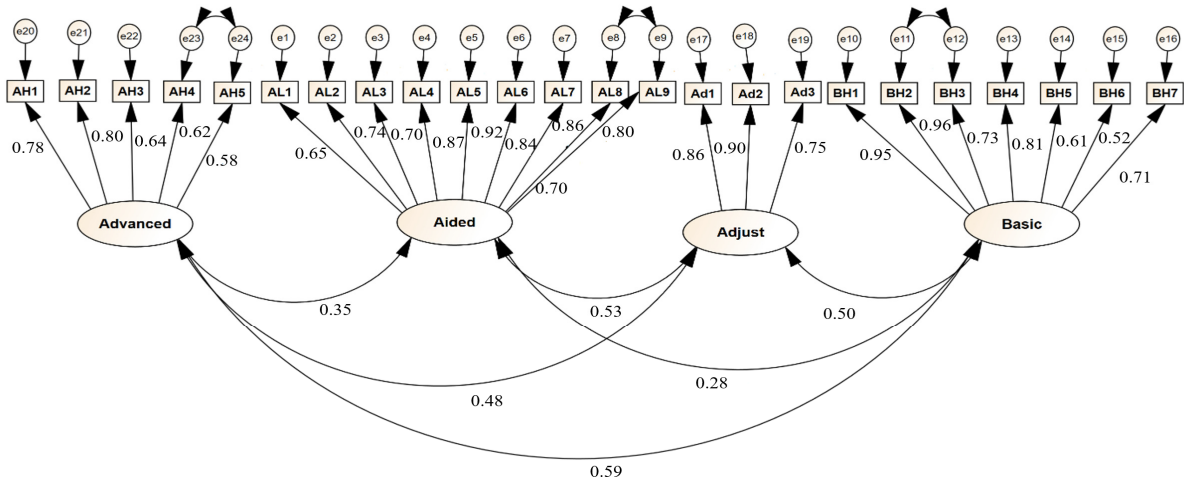 e20 e21 e22 e23 e24 e1 e2 e3 e4 e5 e6 e7 e8 e9 e17 e18 e19 e10 e11 e12 e13 e14 e15 e16
AH1 AH2 AH3 AH4 AH5 AL1 AL2 AL3 AL4 AL5 AL6 AL7 AL8 AL9 Ad1 Ad2 Ad3 BH1 BH2 BH3 BH4 BH5 BH6 BH7
0.78 0.80 0.64 0.62 0.58 0.65 0.74 0.70 0.87 0.92 0.84 0.86 0.70 0.80 0.86 0.90 0.75 0.95 0.96 0.73 0.81 0.61 0.52 0.71
Advanced Aided Adjust Basic
0.35 0.53 0.50
0.48 0.28
0.59